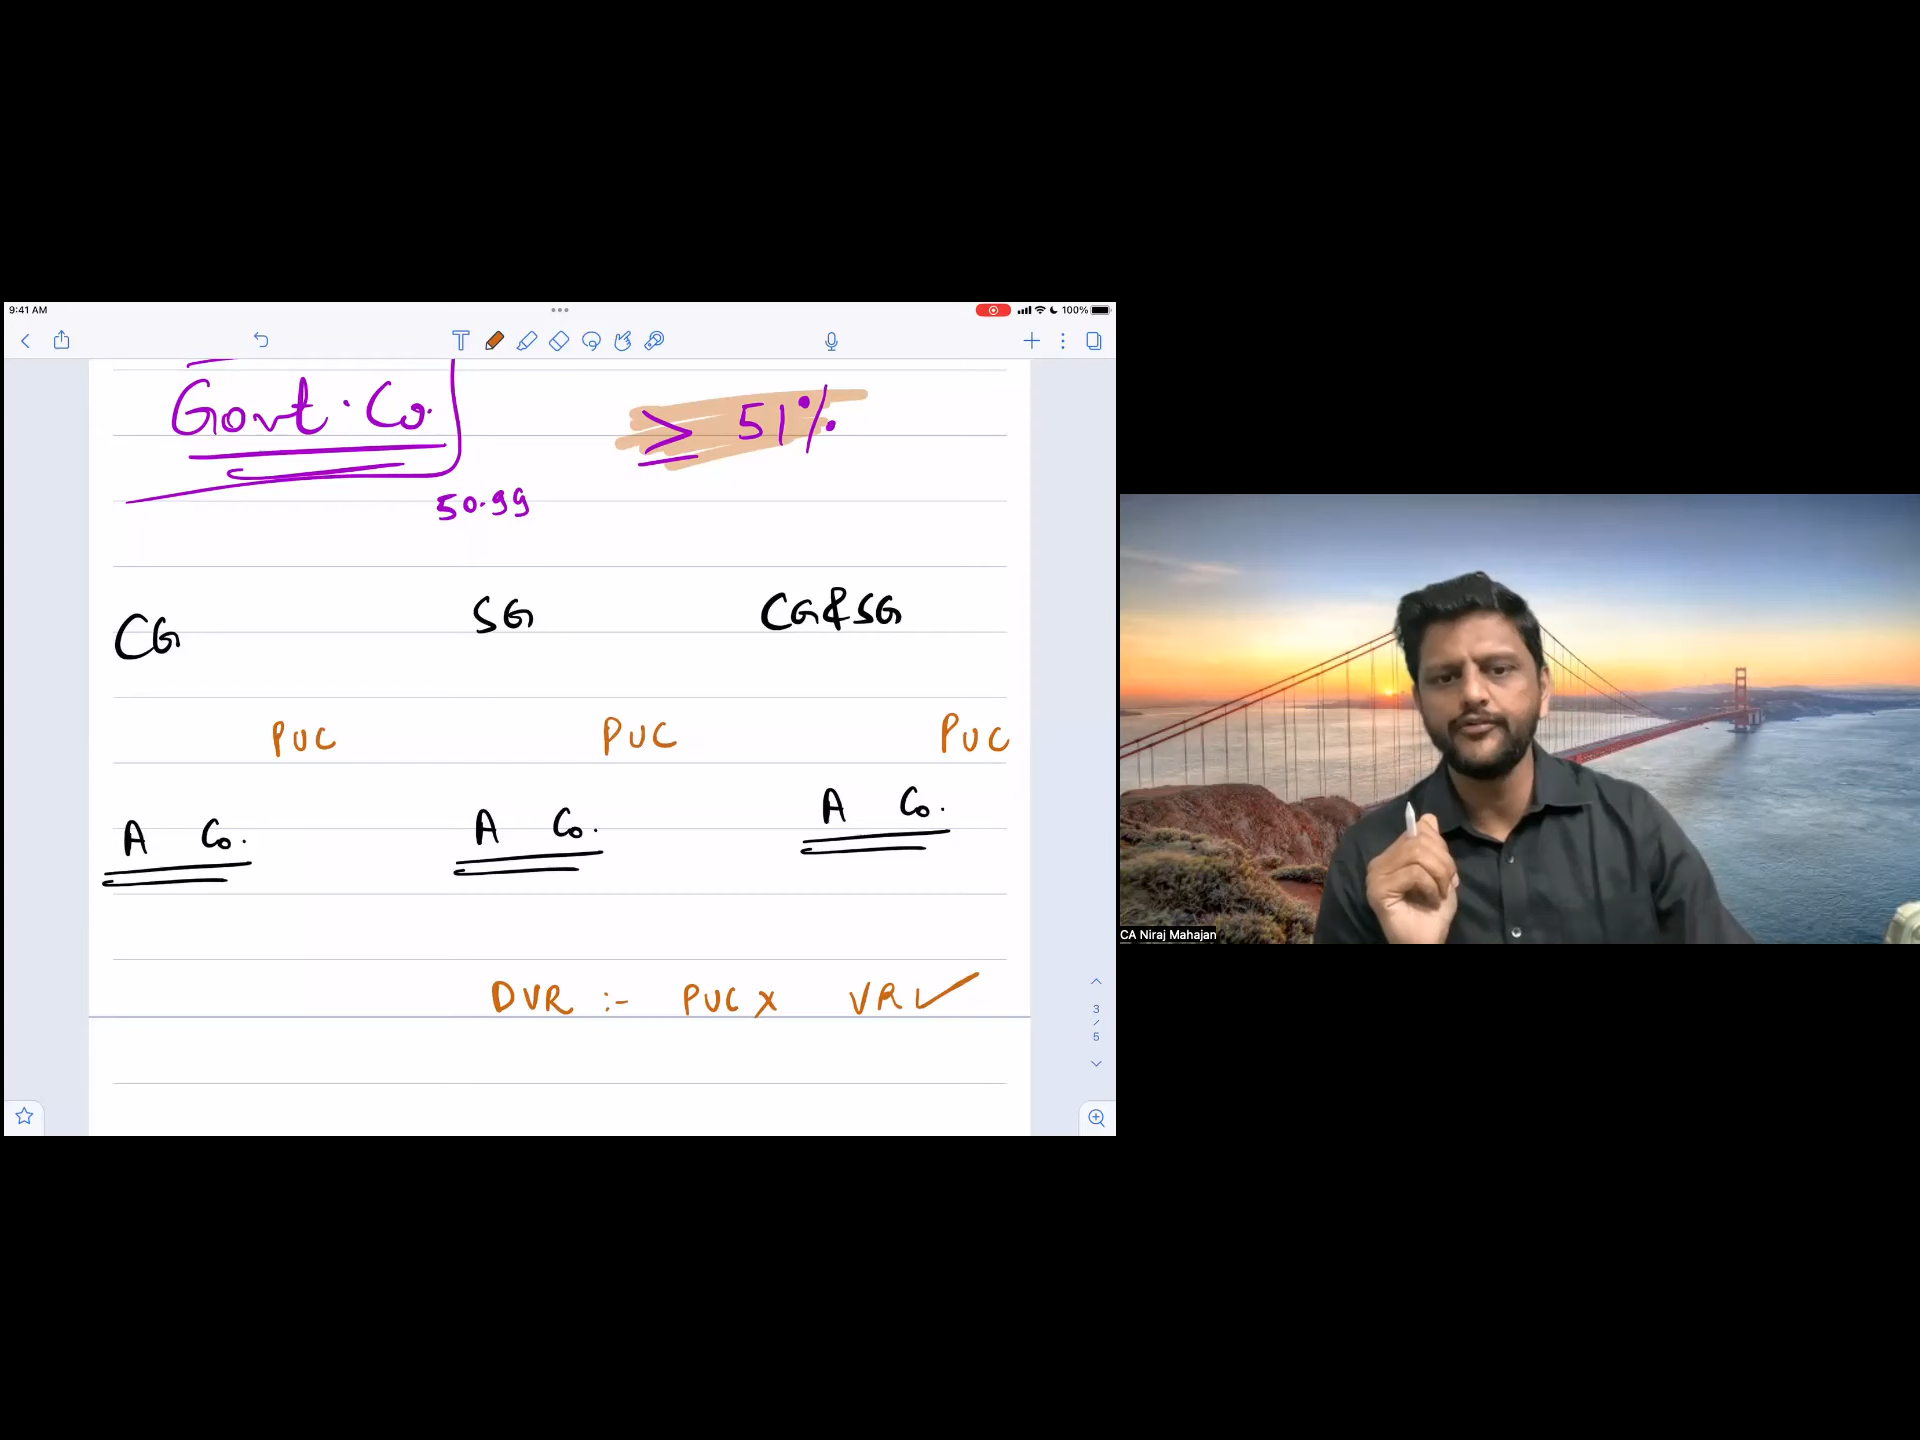 9:41 AM
100%
Govt. Co.
≥ 51%
50.99
CG SG CG & SG
PUC PUC PUC
A Co. A Co. A Co.
DVR :- PUC x VR ✓
3
/
5
CA Niraj Mahajan